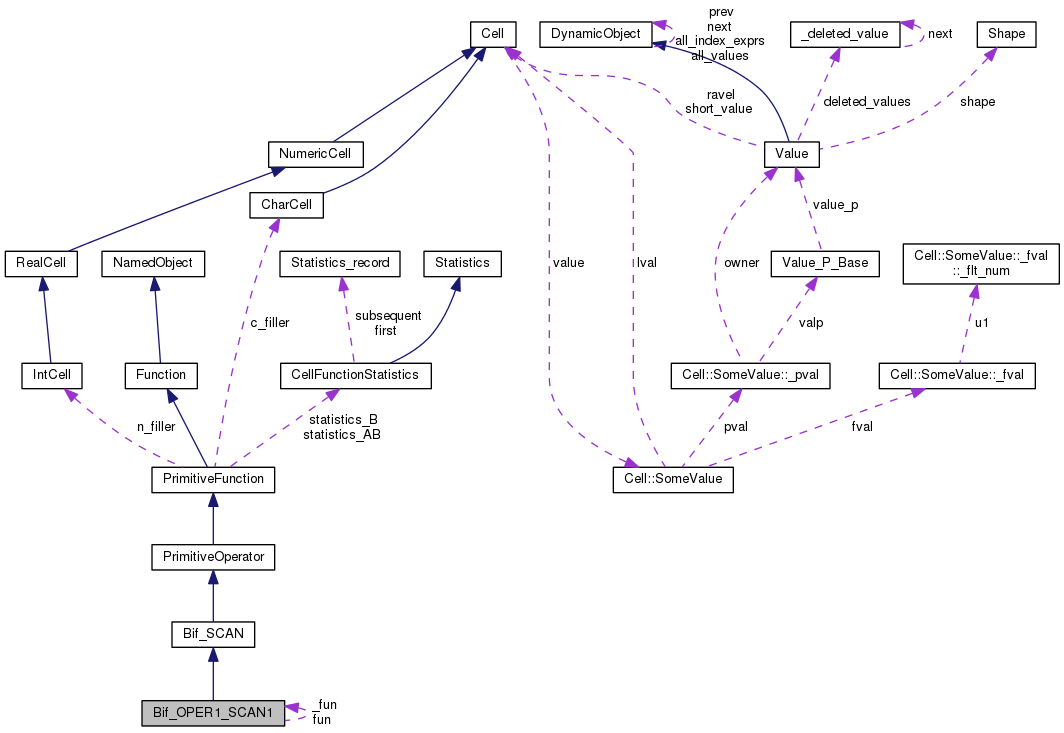 prev
next
all_index_exprs
all_values
Cell
DynamicObject
_deleted_value
next
Shape
ravel
short_value
deleted_values
shape
NumericCell
Value
CharCell
value_p
RealCell
NamedObject
Statistics_record
Statistics
value
lval
owner
Value_P_Base
Cell::SomeValue::_fval
::_flt_num
c_filler
subsequent
first
valp
u1
IntCell
Function
CellFunctionStatistics
Cell::SomeValue::_pval
Cell::SomeValue::_fval
n_filler
statistics_B
statistics_AB
pval
fval
PrimitiveFunction
Cell::SomeValue
PrimitiveOperator
Bif_SCAN
Bif_OPER1_SCAN1
_fun
fun